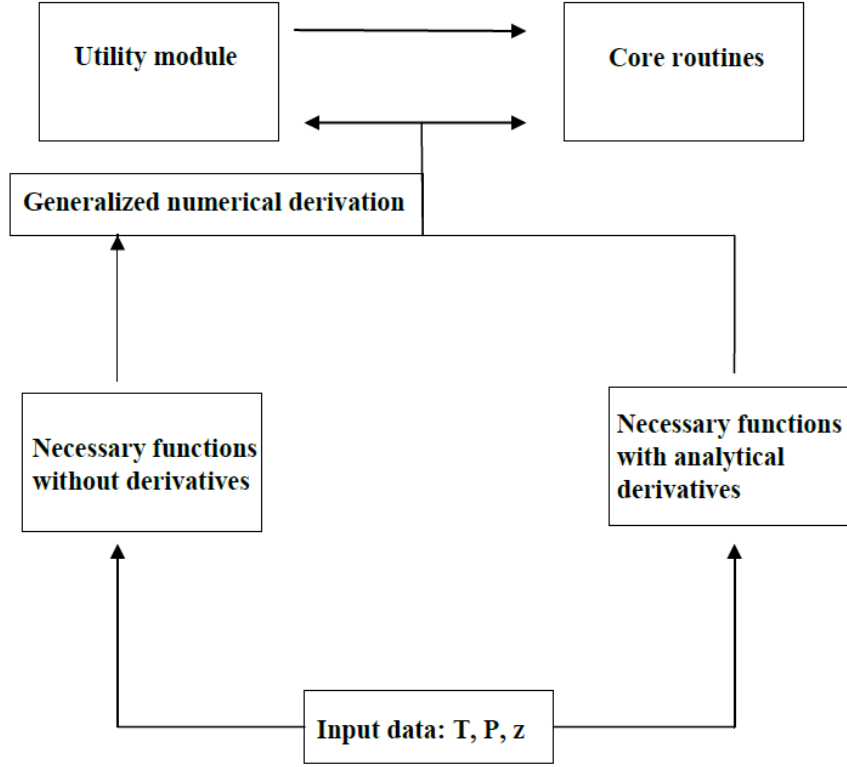 Utility module
Core routines
Generalized numerical derivation
Necessary functions
without derivatives
Necessary functions
with analytical
derivatives
Input data: T, P, z